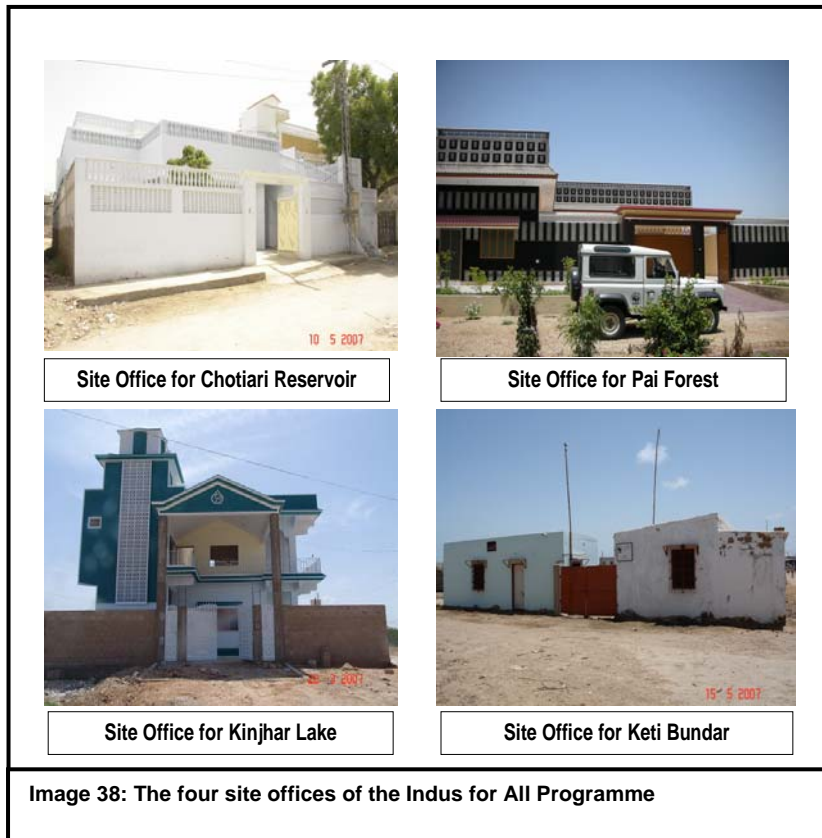 10 5 2007
Site Office for Chotiari Reservoir
Site Office for Pai Forest
3 2007
15 5 2007
Site Office for Kinjhar Lake
Site Office for Keti Bundar
Image 38: The four site offices of the Indus for All Programme